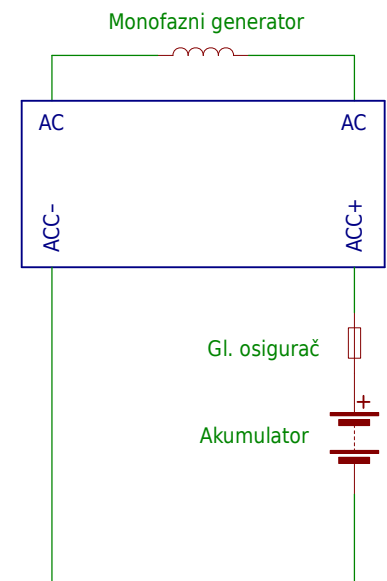 Monofazni generator
AC
AC
ACC-
ACC+
Gl. osigurač
+
Akumulator